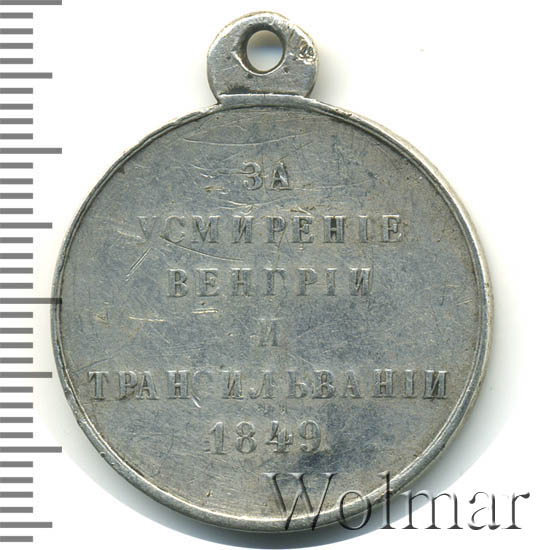 ЗА
УСМИРЕНІЕ
ВЕНГРІИ
И
ТРАНСИЛЬВАНІИ
1849
Wolmar